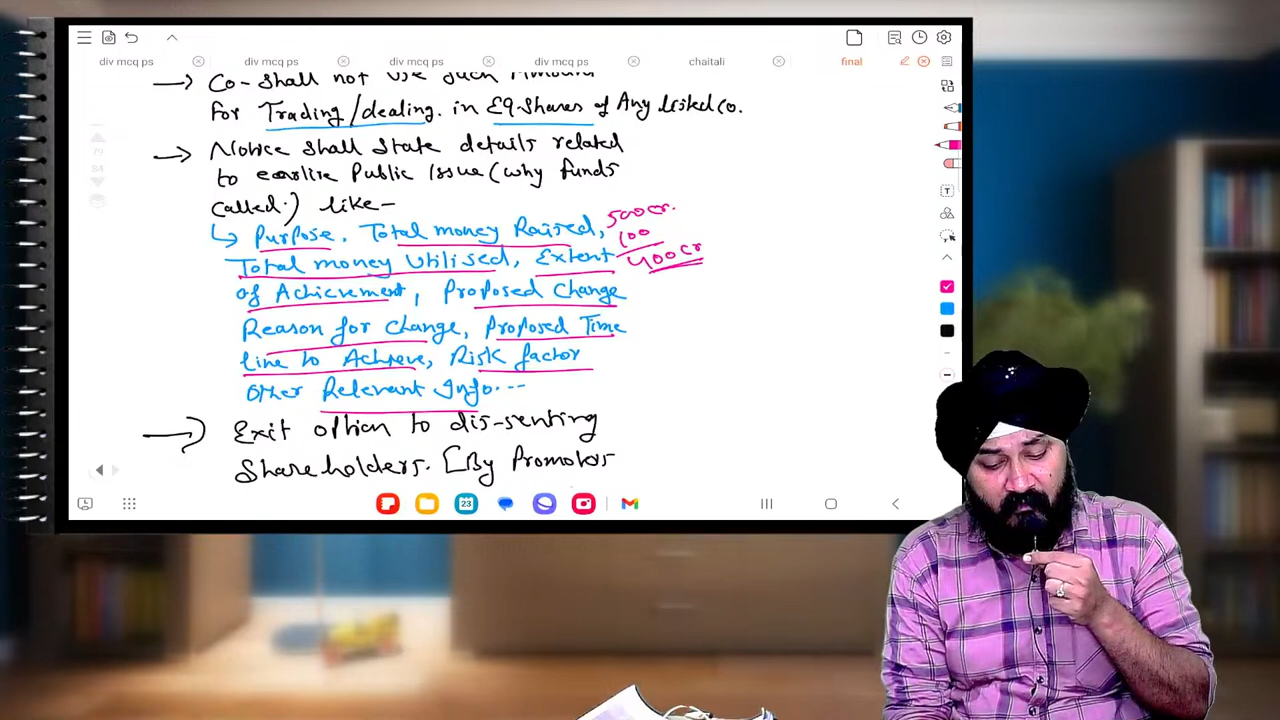 div mcq ps div mcq ps div mcq ps div mcq ps chaitali final
→ Co-shall not use such Amount
for Trading/dealing. in Eq.Shares of Any listed co.
→ Notice shall State details related
to Public Issue (why funds
called.) like-
↳ Purpose, Total money Raised, 500cr.
100
Total money Utilised, Extent 400cr
of Achievement, Proposed Change
Reason for change, Proposed Time
line to Achieve, Risk factor
other Relevant Info...
→ Exit option to dis-senting
Shareholders. [By Promotors
79
84
23